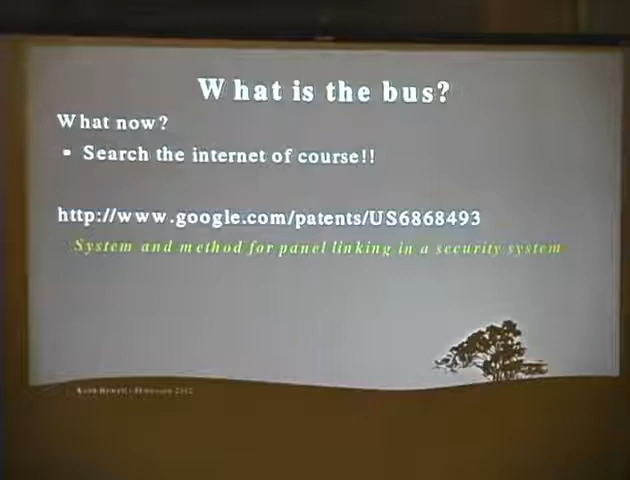 What is the bus?
What now?
Search the internet of course!!
http://www.google.com/patents/US6868493
System and method for panel linking in a security system